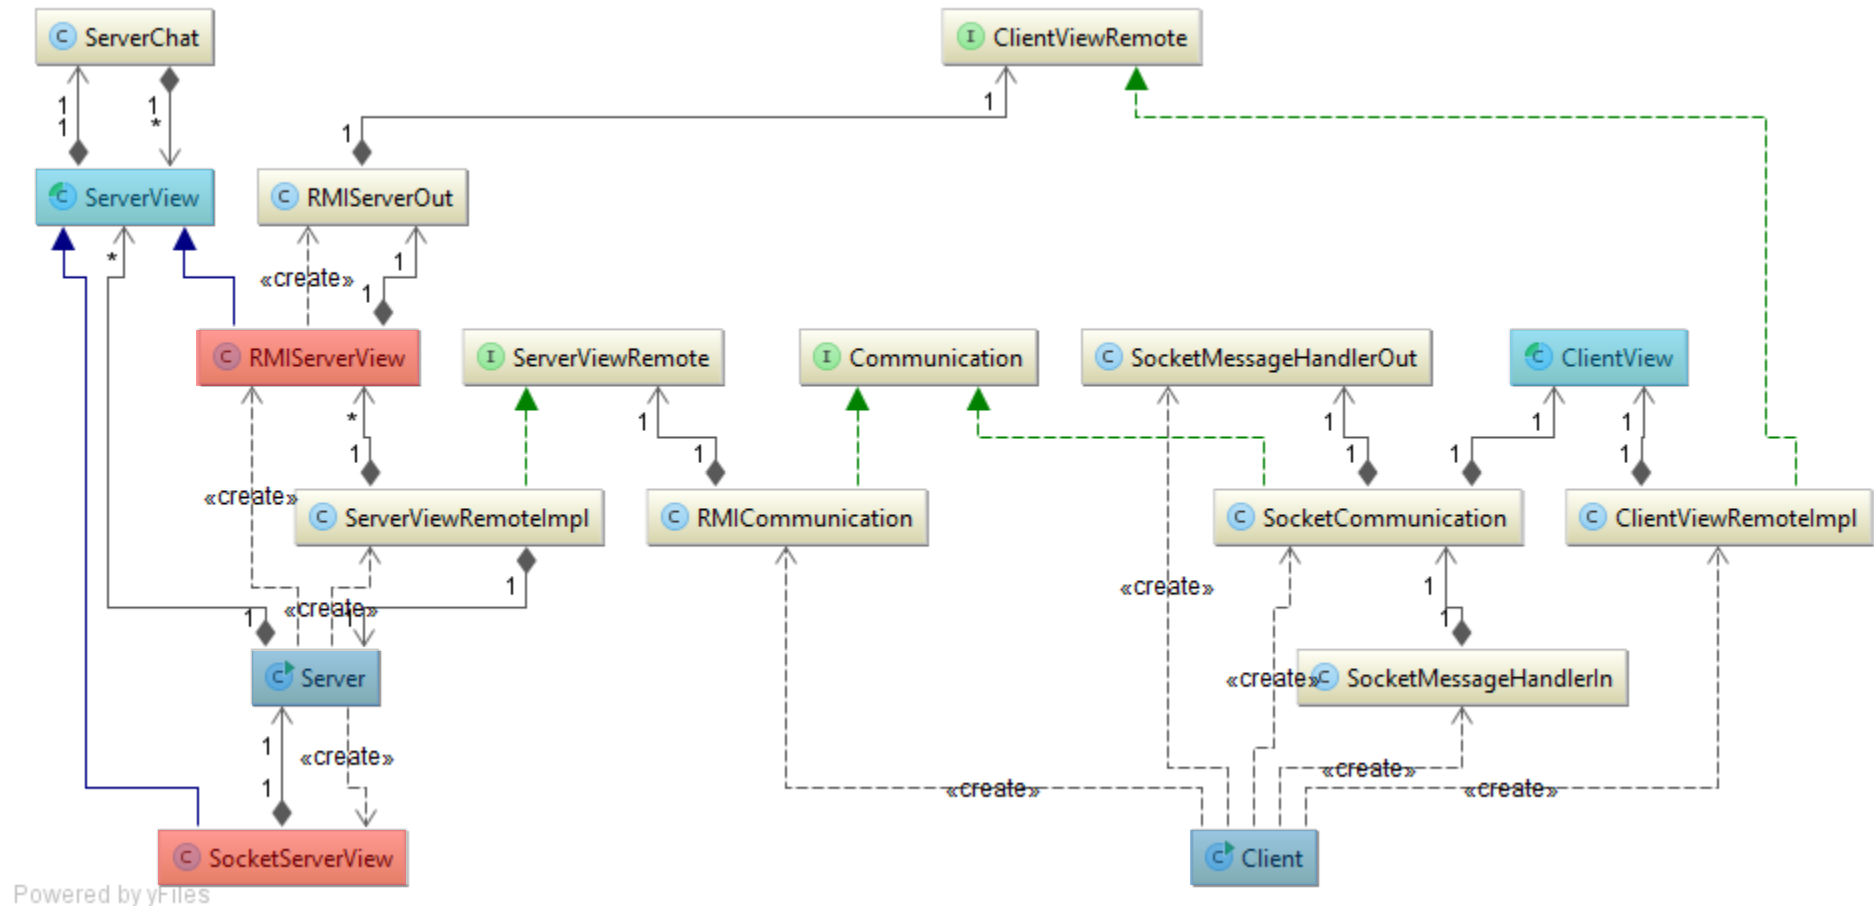 C ServerChat
I ClientViewRemote
1
1
1
1
*
1
C ServerView
C RMIServerOut
*
«create»
1
1
C RMIServerView
I ServerViewRemote
I Communication
C SocketMessageHandlerOut
C ClientView
*
1
1
1
1
1
1
1
1
1
1
«create»
C ServerViewRemoteImpl
C RMICommunication
C SocketCommunication
C ClientViewRemoteImpl
1
«create»
1
«create»
1
1
1
C Server
«create»
C SocketMessageHandlerIn
1
«create»
1
«create»
«create»
«create»
C SocketServerView
C Client
Powered by yFiles